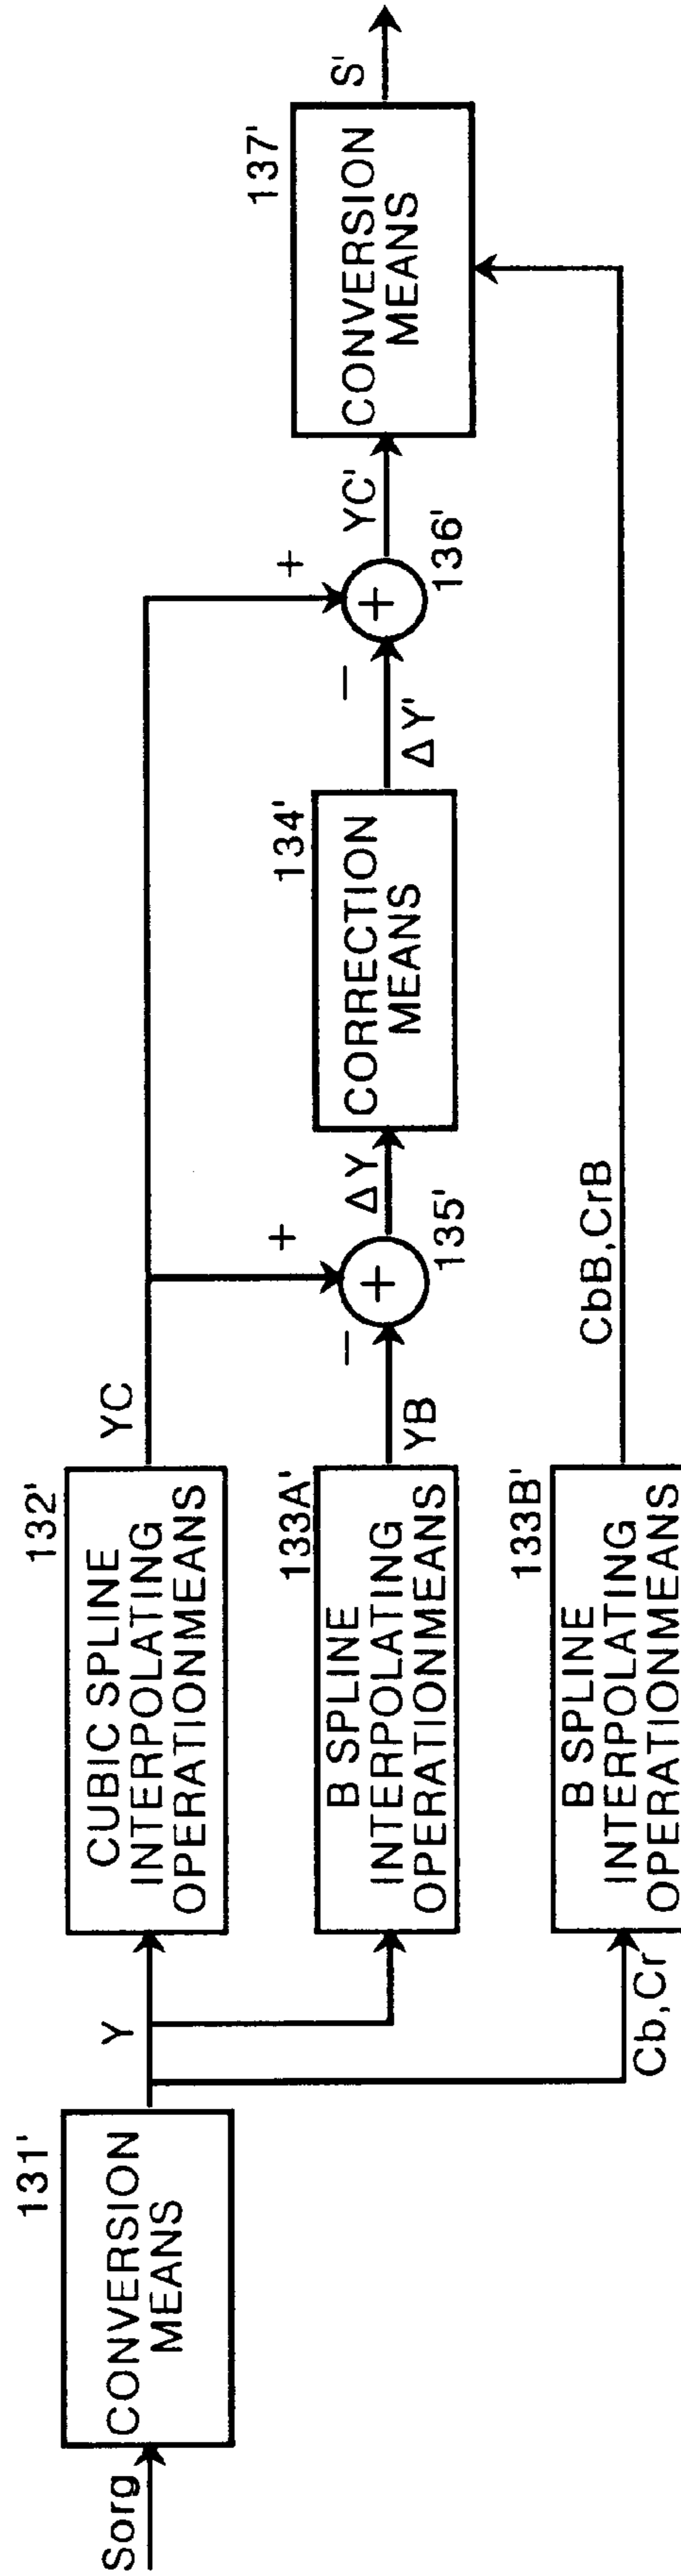 Sorg
131'
CONVERSION
MEANS
Y
Cb,Cr
132'
CUBIC SPLINE
INTERPOLATING
OPERATIONMEANS
133A'
B SPLINE
INTERPOLATING
OPERATIONMEANS
133B'
B SPLINE
INTERPOLATING
OPERATIONMEANS
YC
YB
CbB,CrB
+
−
+
135'
ΔY
134'
CORRECTION
MEANS
ΔY'
+
−
+
136'
YC'
137'
CONVERSION
MEANS
S'